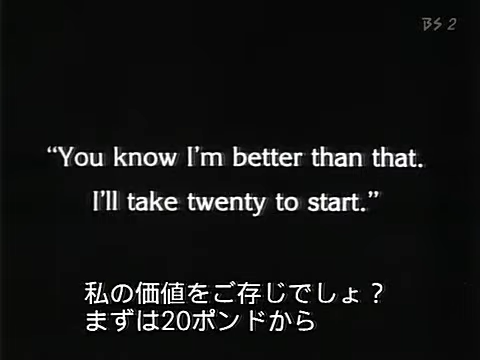 BS 2
“You know I’m better than that.
I’ll take twenty to start.”
私の価値をご存じでしょ？
まずは20ポンドから